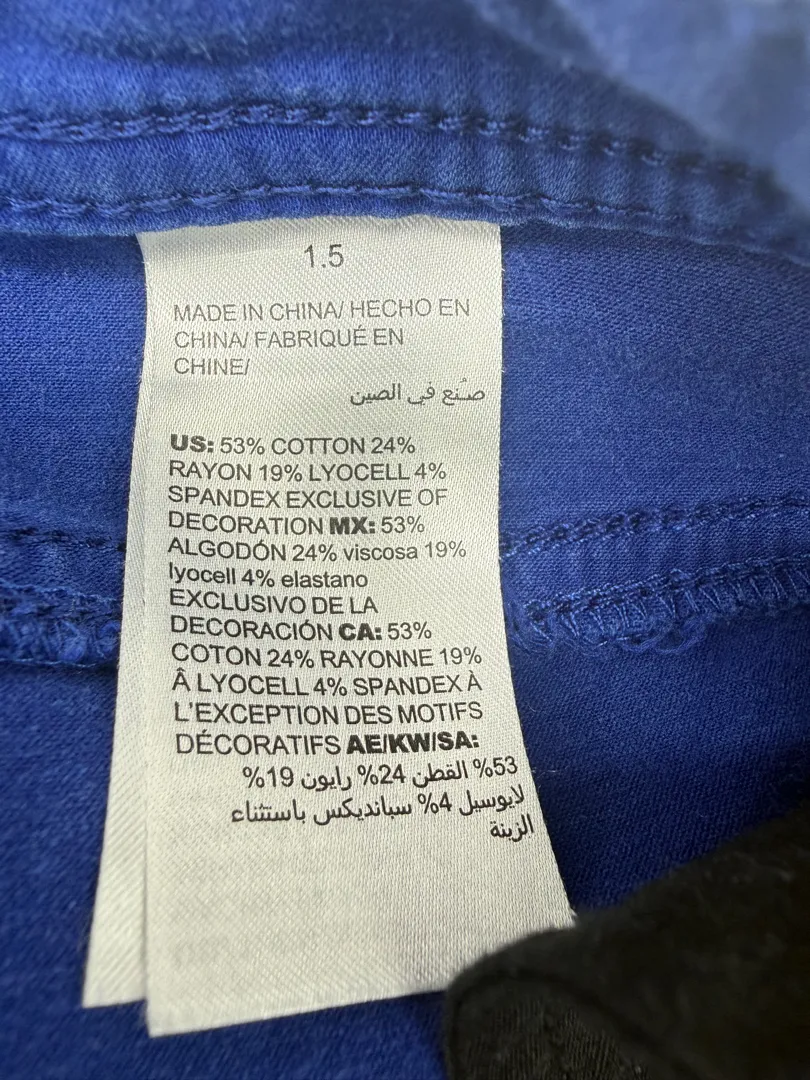 1.5
MADE IN CHINA/ HECHO EN
CHINA/ FABRIQUÉ EN
CHINE/
صُنع في الصين
US: 53% COTTON 24%
RAYON 19% LYOCELL 4%
SPANDEX EXCLUSIVE OF
DECORATION MX: 53%
ALGODÓN 24% viscosa 19%
lyocell 4% elastano
EXCLUSIVO DE LA
DECORACIÓN CA: 53%
COTON 24% RAYONNE 19%
Â LYOCELL 4% SPANDEX À
L'EXCEPTION DES MOTIFS
DÉCORATIFS AE/KW/SA:
53% القطن 24% رايون 19%
لايوسيل 4% سبانديكس باستثناء
الزينة